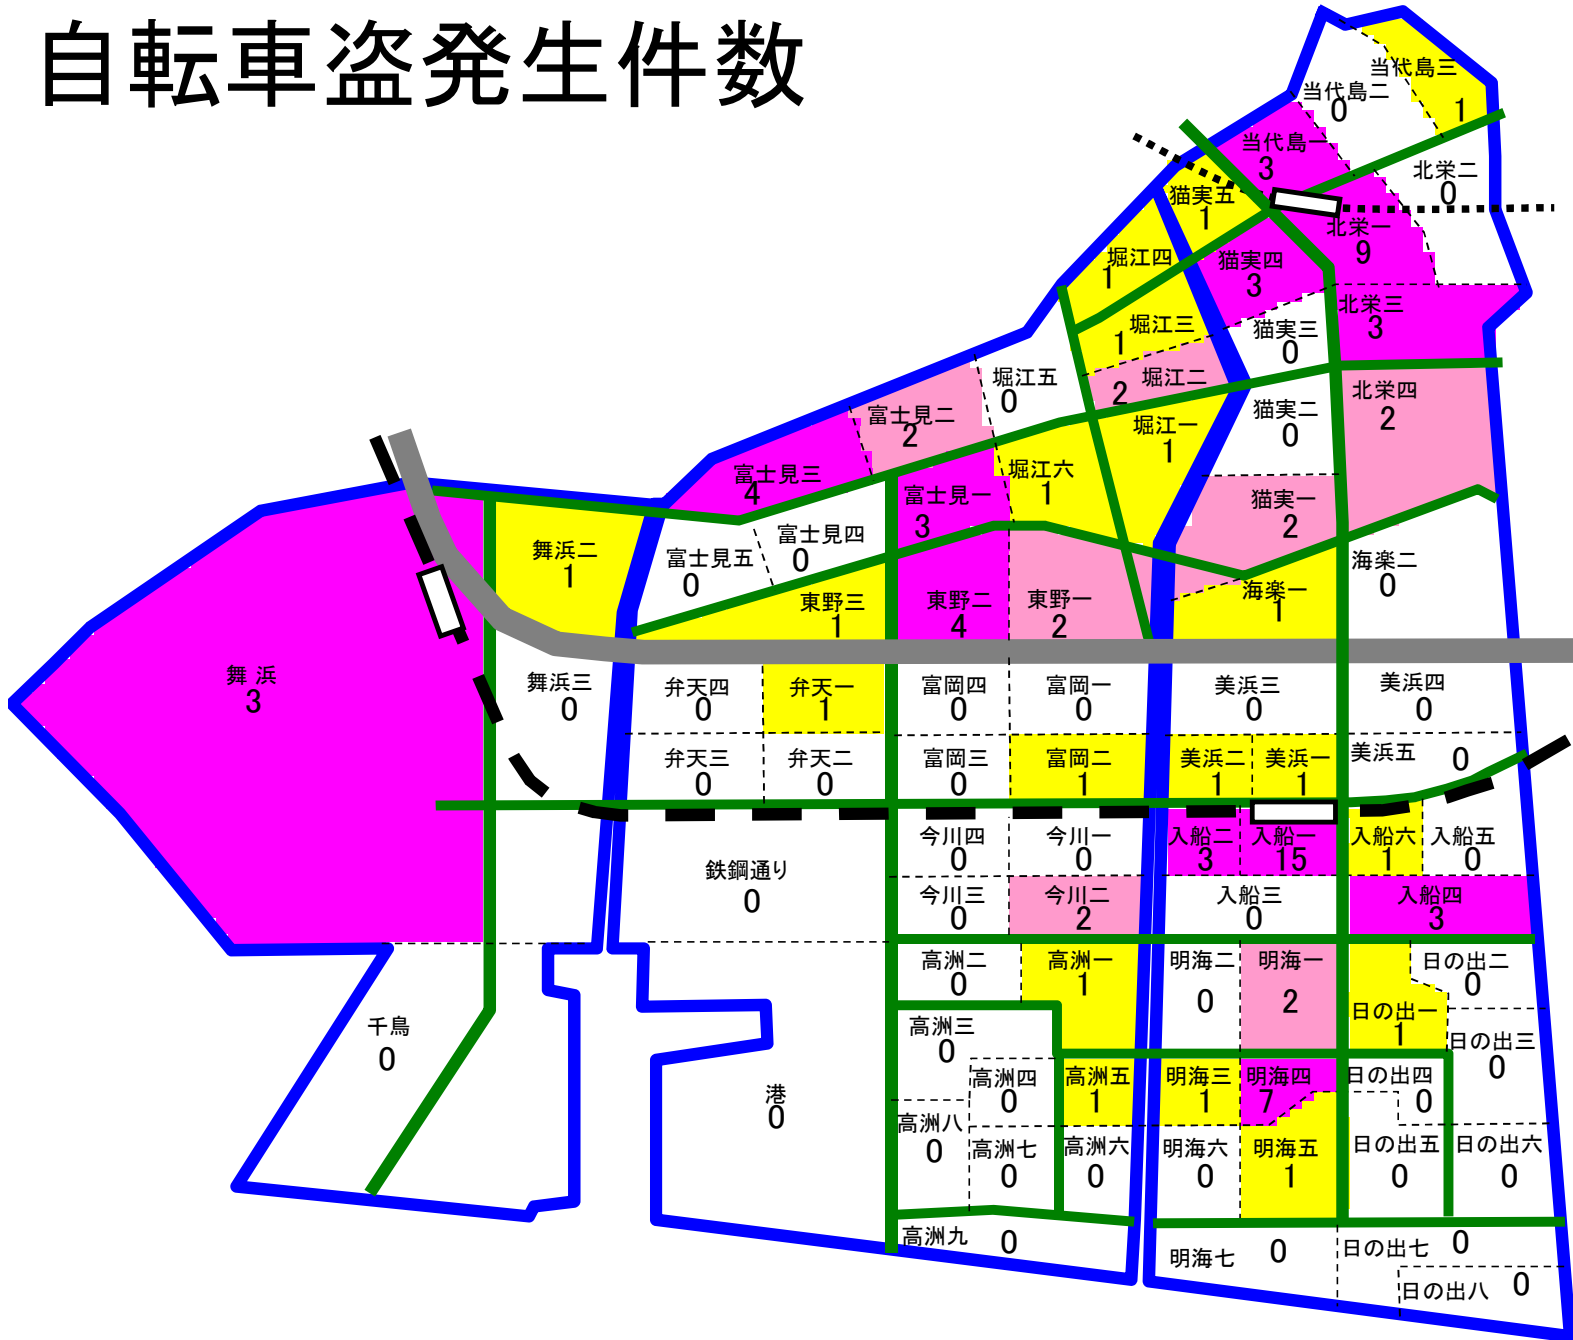 自転車盗発生件数
当代島三
1
当代島二
0
当代島一
3
北栄二
0
猫実五
1
北栄一
9
堀江四
1
猫実四
3
北栄三
3
堀江三
1
猫実三
0
堀江五
0
堀江二
2
北栄四
2
富士見二
2
猫実二
0
堀江一
1
富士見三
4
堀江六
1
富士見一
3
猫実一
2
舞浜二
1
富士見五
0
富士見四
0
海楽二
0
東野三
1
東野二
4
東野一
2
海楽一
1
舞 浜
3
舞浜三
0
弁天四
0
弁天一
1
富岡四
0
富岡一
0
美浜三
0
美浜四
0
弁天三
0
弁天二
0
富岡三
0
富岡二
1
美浜二
1
美浜一
1
美浜五
0
今川四
0
今川一
0
入船二
3
入船一
15
入船六
1
入船五
0
鉄鋼通り
0
今川三
0
今川二
2
入船三
0
入船四
3
高洲二
0
高洲一
1
明海二
0
明海一
2
日の出二
0
日の出一
1
千鳥
0
高洲三
0
日の出三
0
港
0
高洲四
0
高洲五
1
明海三
1
明海四
7
日の出四
0
高洲八
0
高洲七
0
高洲六
0
明海六
0
明海五
1
日の出五
0
日の出六
0
高洲九
0
明海七
0
日の出七
0
日の出八
0